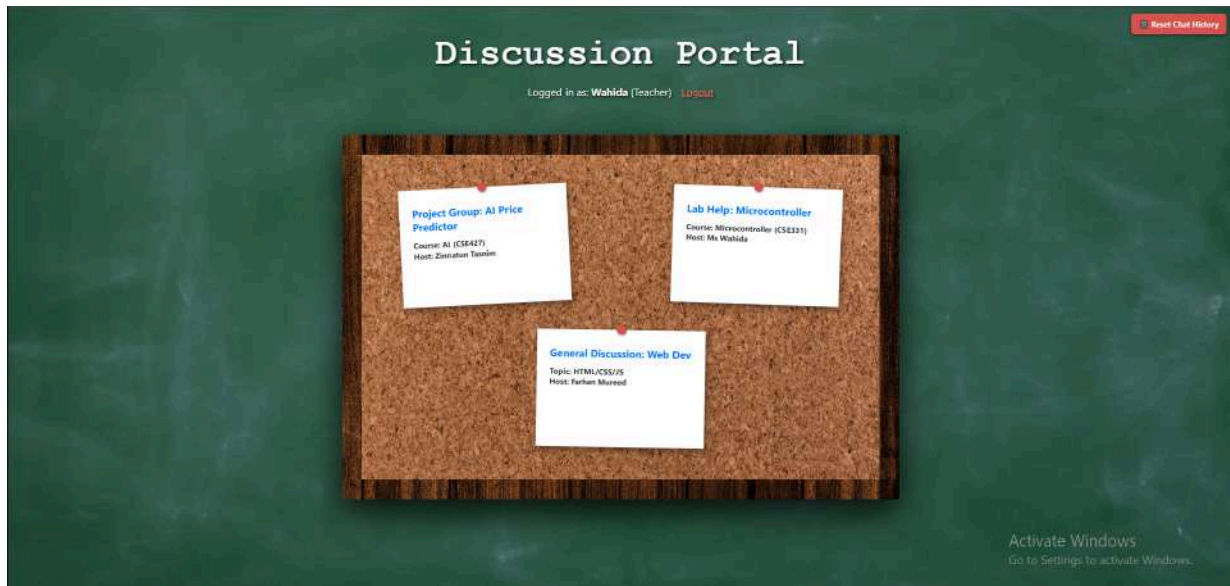 Reset Chat History
Discussion Portal
Logged in as: Wahida (Teacher) Logout
Project Group: AI Price
Predictor
Course: AI (CSE427)
Host: Zinnatun Tasnim
Lab Help: Microcontroller
Course: Microcontroller (CSE331)
Host: Ms Wahida
General Discussion: Web Dev
Topic: HTML/CSS/JS
Host: Farhan Mureed
Activate Windows
Go to Settings to activate Windows.